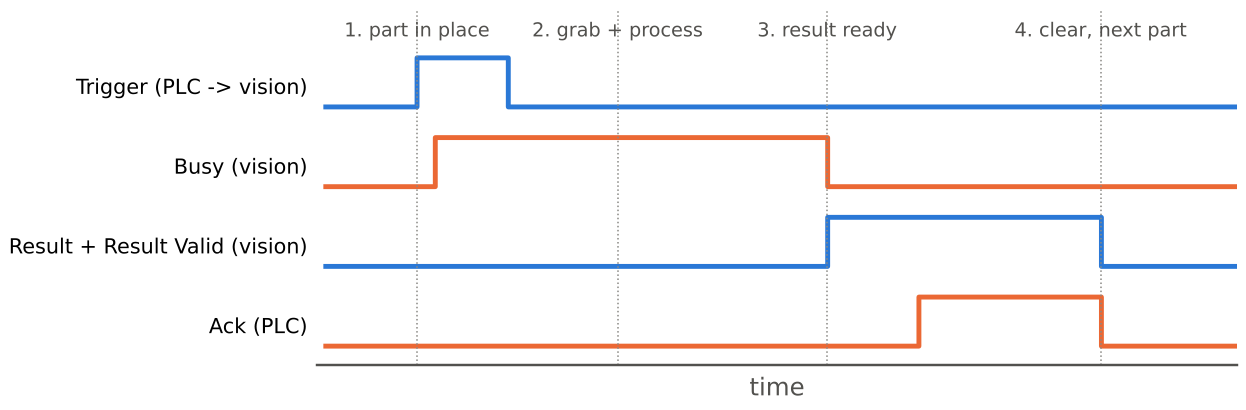 1. part in place
2. grab + process
3. result ready
4. clear, next part
Trigger (PLC -> vision)
Busy (vision)
Result + Result Valid (vision)
Ack (PLC)
time